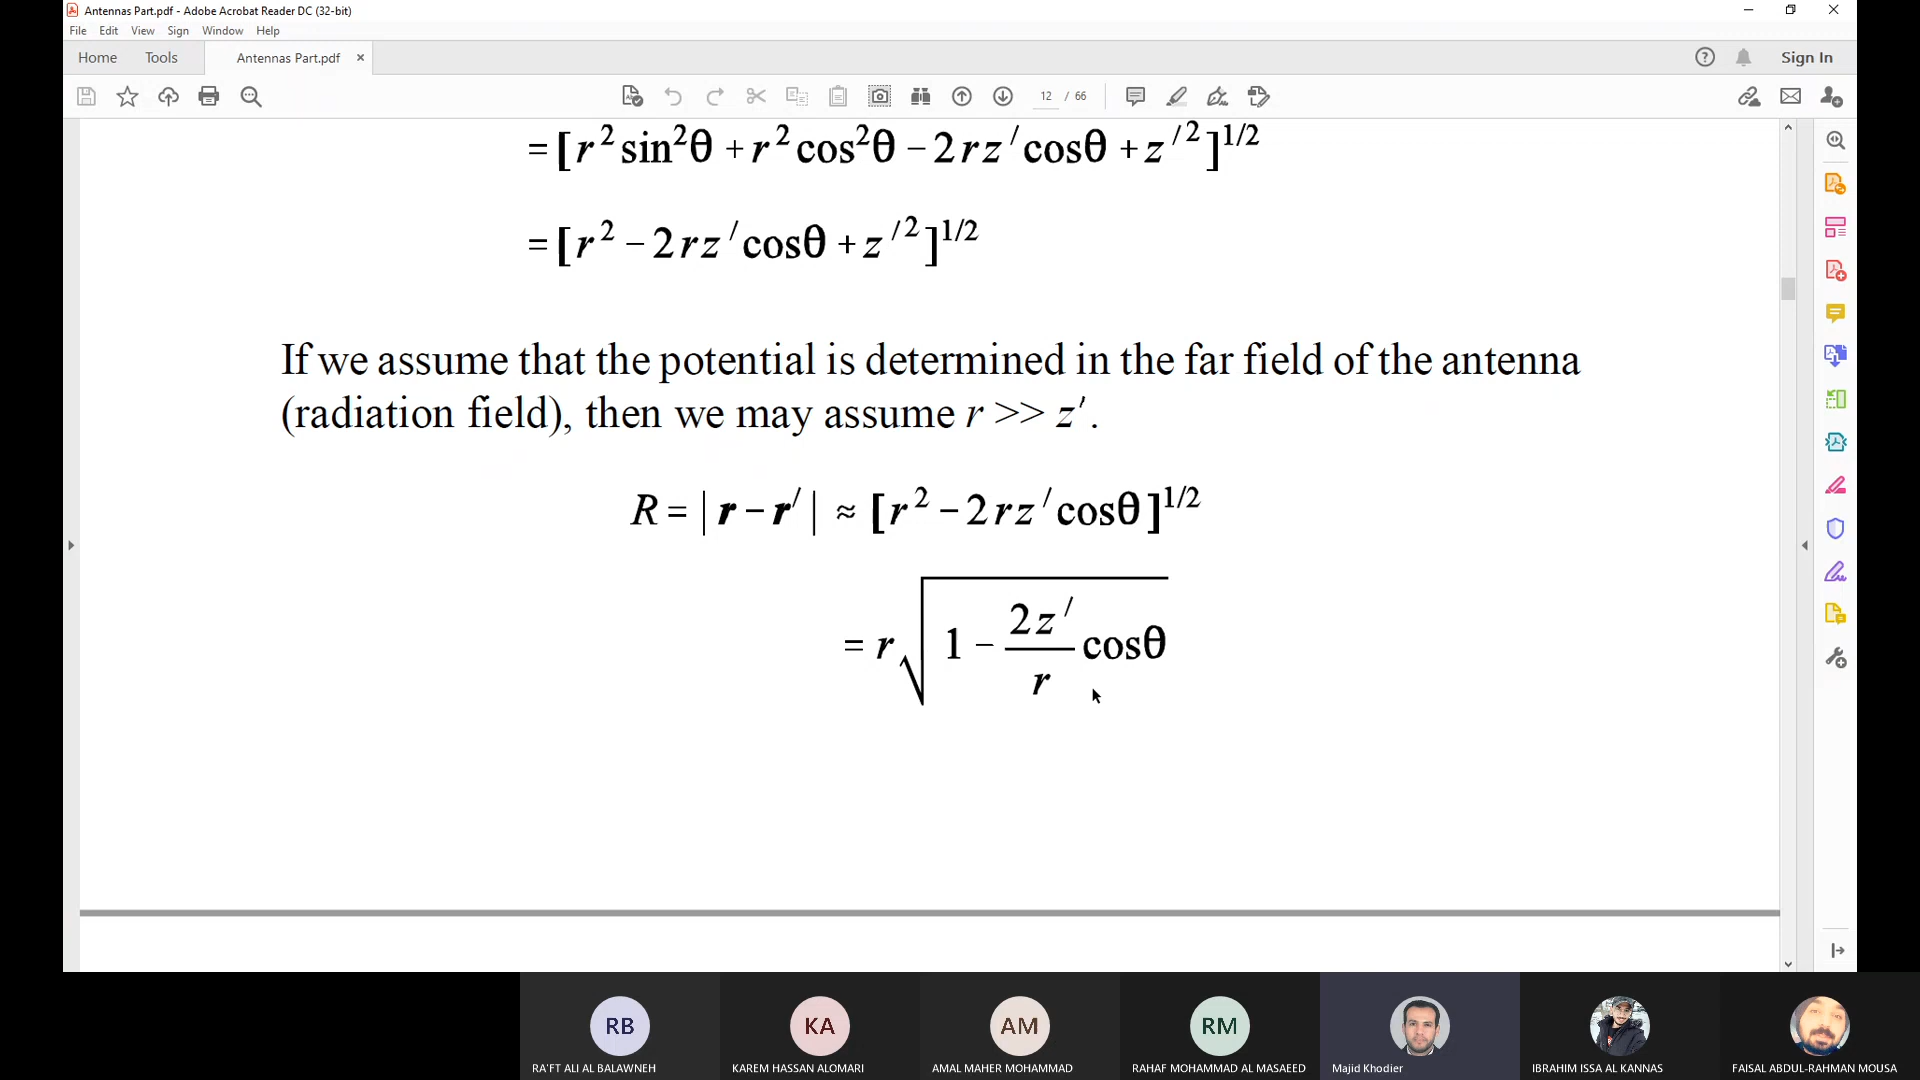 Antennas Part.pdf - Adobe Acrobat Reader DC (32-bit)
File Edit View Sign Window Help
Home Tools Antennas Part.pdf × Sign In
12 / 66
= [r² sin²θ + r² cos²θ − 2rz′cosθ + z′²]^1/2
= [r² − 2rz′cosθ + z′²]^1/2
If we assume that the potential is determined in the far field of the antenna
(radiation field), then we may assume r >> z′.
R = | r − r′ | ≈ [r² − 2rz′cosθ]^1/2
= r√(1 − (2z′/r) cosθ)
RB KA AM RM
RA'FT ALI AL BALAWNEH KAREM HASSAN ALOMARI AMAL MAHER MOHAMMAD RAHAF MOHAMMAD AL MASAEED Majid Khodier IBRAHIM ISSA AL KANNAS FAISAL ABDUL-RAHMAN MOUSA